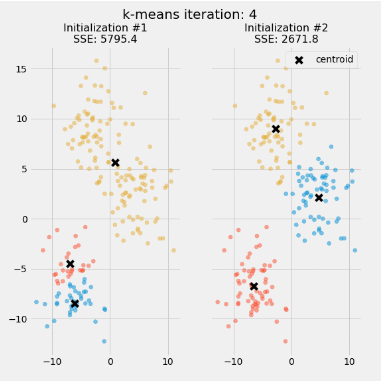 k-means iteration: 4
Initialization #1
SSE: 5795.4
Initialization #2
SSE: 2671.8
centroid
15
10
5
0
−5
−10
−10 0 10
−10 0 10